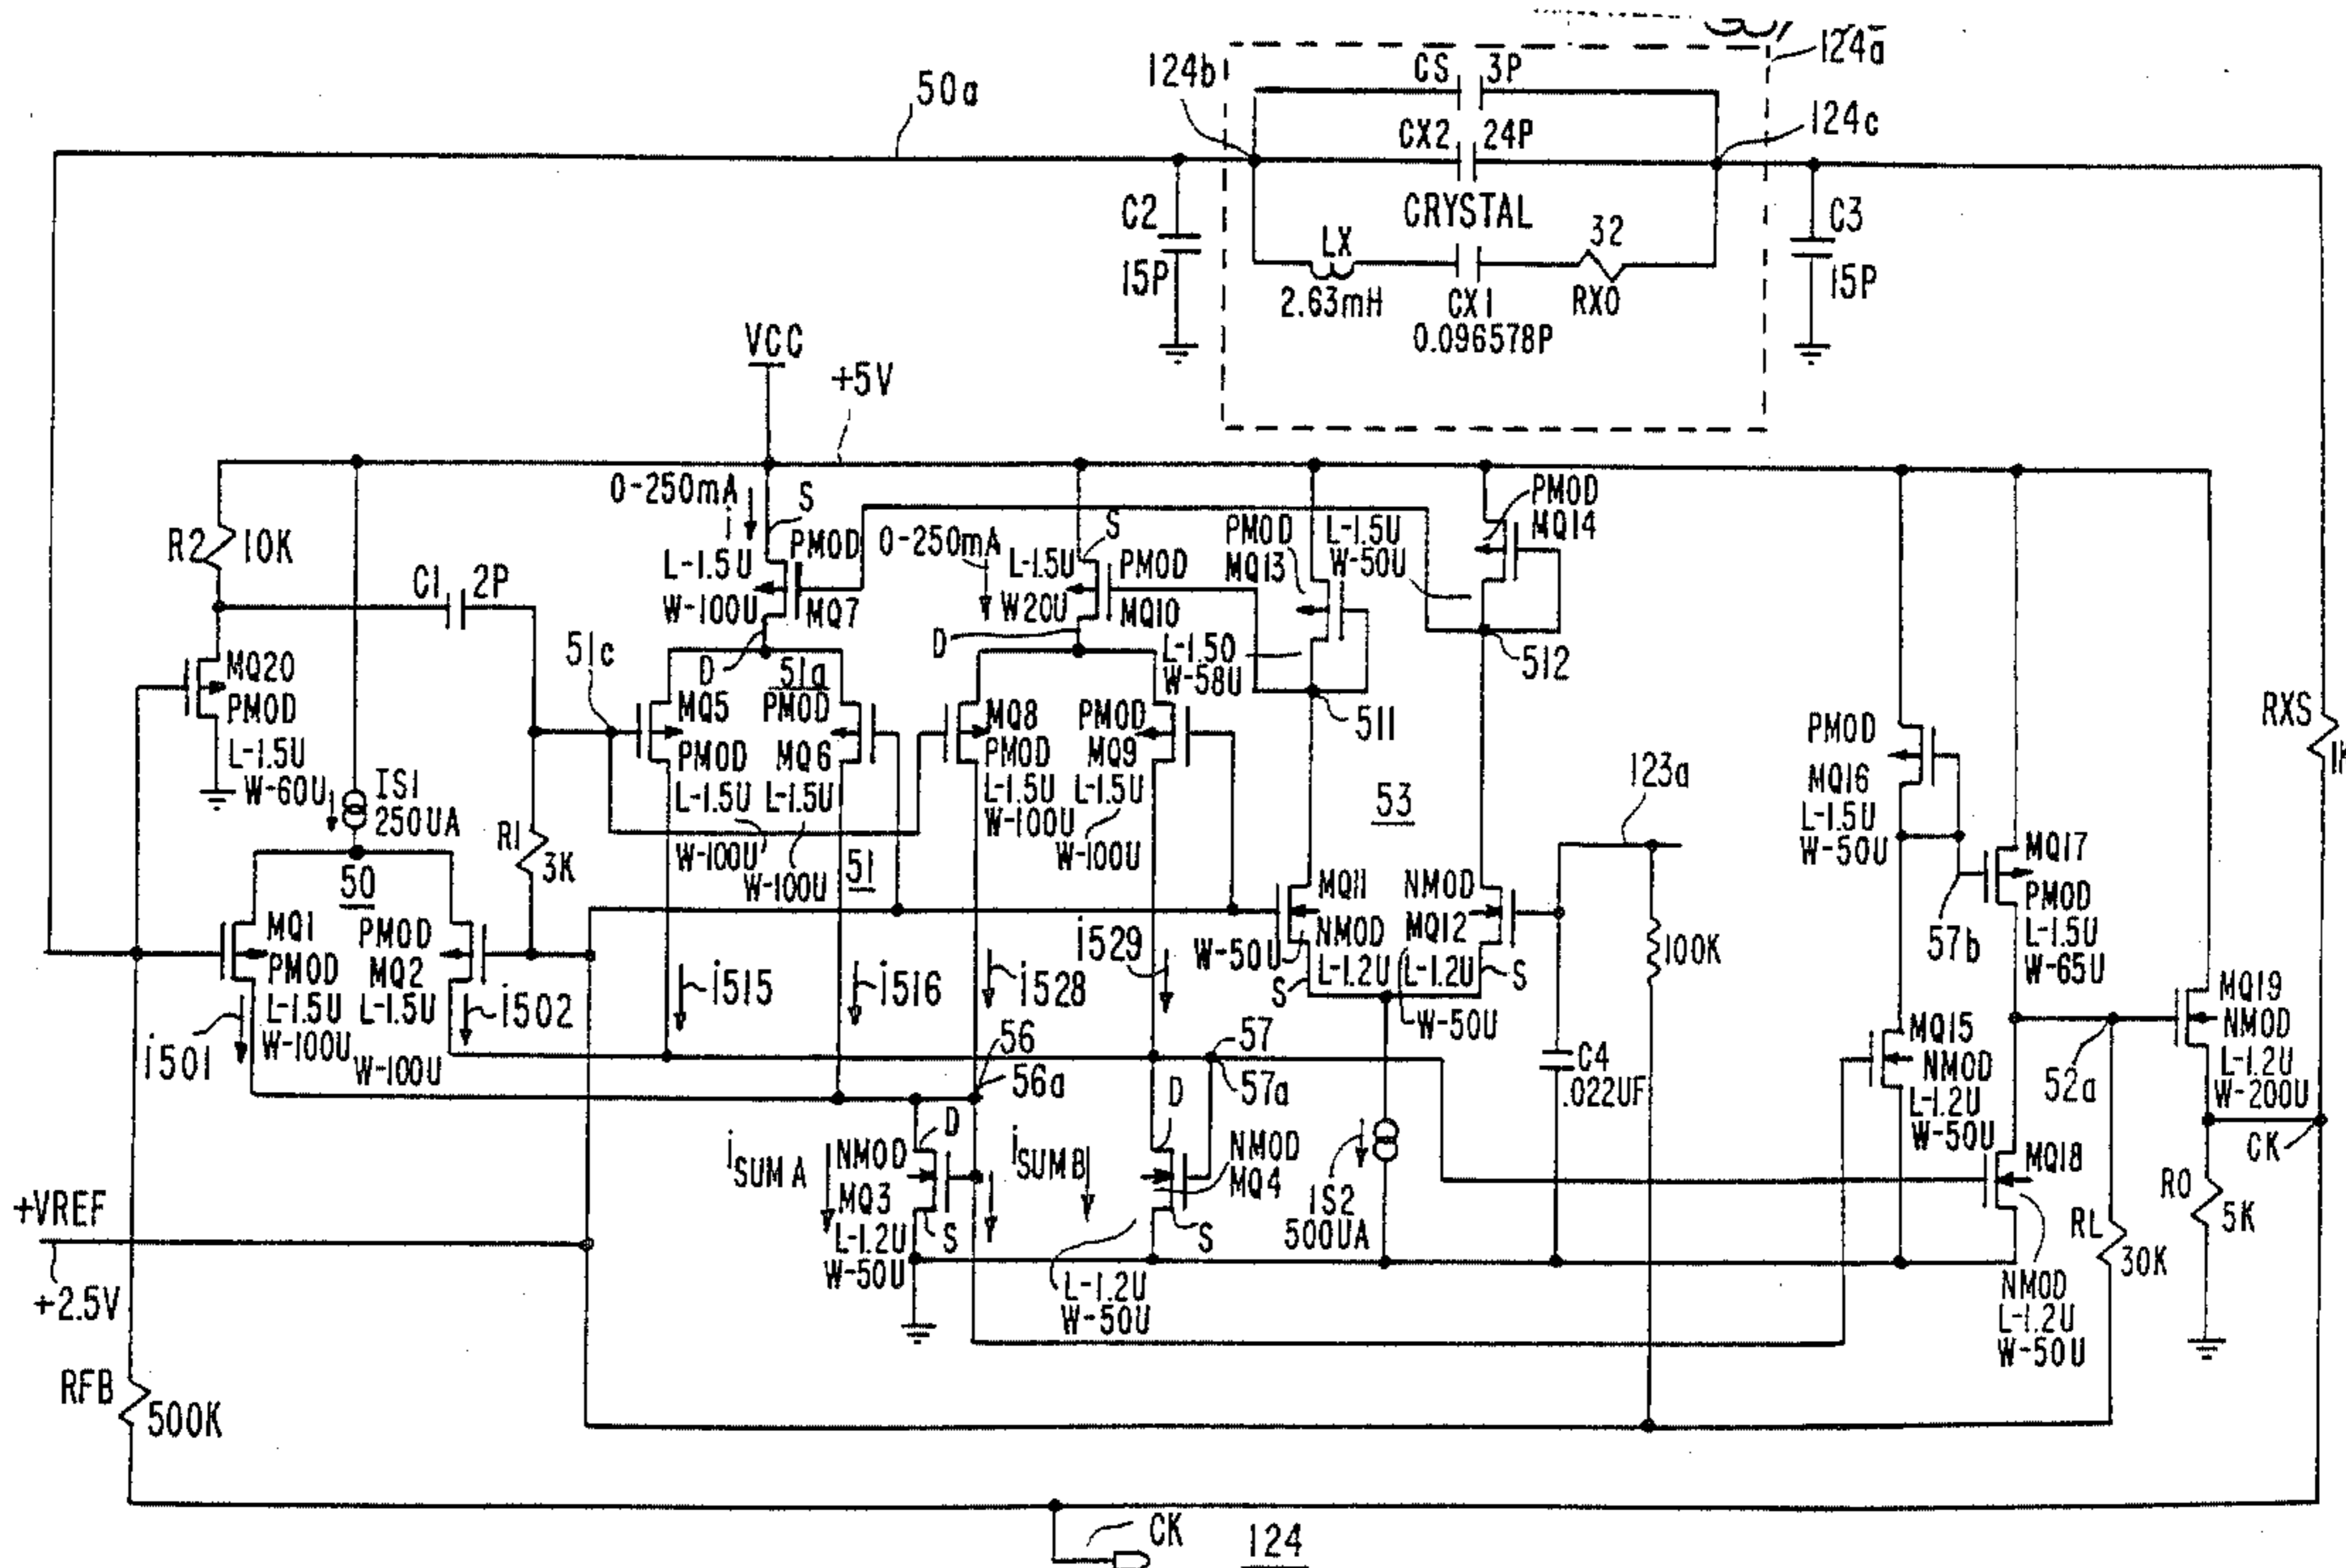 124a
124b
CS 3P
50a
124c
CX2 24P
CRYSTAL
C2
15P
LX
2.63mH
CX1
0.096578P
32
RX0
C3
15P
VCC
+5V
0-250mA
S
PMOD
L-1.5U
W-100U
MQ7
D
0-250mA
S
L-1.5U
W20U
PMOD
MQ10
D
PMOD
MQ13
L-1.50
W-58U
L-1.5U
W-50U
PMOD
MQ14
512
511
R2 10K
C1 2P
51c
51a
MQ20
PMOD
L-1.5U
W-60U
IS1
250UA
R1
3K
MQ5
PMOD
L-1.5U
W-100U
PMOD
MQ6
L-1.5U
W-100U
51
MQ8
PMOD
L-1.5U
W-100U
PMOD
MQ9
L-1.5U
W-100U
53
123a
PMOD
MQ16
L-1.5U
W-50U
MQ17
PMOD
L-1.5U
W-65U
57b
RXS
50
MQ1
PMOD
L-1.5U
W-100U
PMOD
MQ2
L-1.5U
W-100U
i501
i502
i515
i516
i528
i529
MQ11
NMOD
L-1.2U
W-50U
S
NMOD
MQ12
L-1.2U
W-50U
S
100K
C4
.022UF
MQ15
NMOD
L-1.2U
W-50U
52a
MQ19
NMOD
L-1.2U
W-200U
CK
56
56a
57
57a
iSUM A
D
NMOD
MQ3
L-1.2U
W-50U
S
iSUM B
D
NMOD
MQ4
L-1.2U
W-50U
S
IS2
500UA
MQ18
NMOD
L-1.2U
W-50U
RL
30K
R0
5K
+VREF
+2.5V
RFB
500K
CK
124